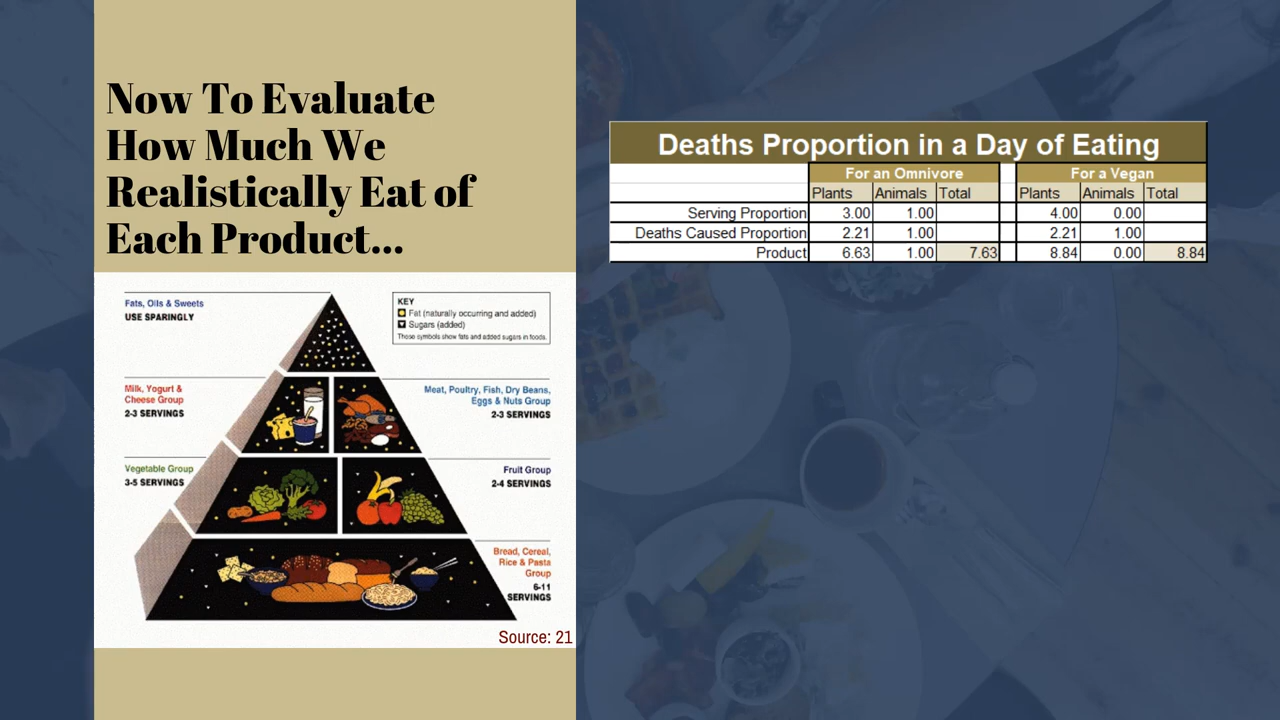 Now To Evaluate
How Much We
Realistically Eat of
Each Product...
Fats, Oils & Sweets
USE SPARINGLY
KEY
Fat (naturally occurring and added)
Sugars (added)
These symbols show fats and added sugars in foods.
Milk, Yogurt &
Cheese Group
2-3 SERVINGS
Meat, Poultry, Fish, Dry Beans,
Eggs & Nuts Group
2-3 SERVINGS
Vegetable Group
3-5 SERVINGS
Fruit Group
2-4 SERVINGS
Bread, Cereal,
Rice & Pasta
Group
6-11
SERVINGS
Source: 21
Deaths Proportion in a Day of Eating
For an Omnivore For a Vegan
Plants Animals Total Plants Animals Total
Serving Proportion 3.00 1.00 4.00 0.00
Deaths Caused Proportion 2.21 1.00 2.21 1.00
Product 6.63 1.00 7.63 8.84 0.00 8.84